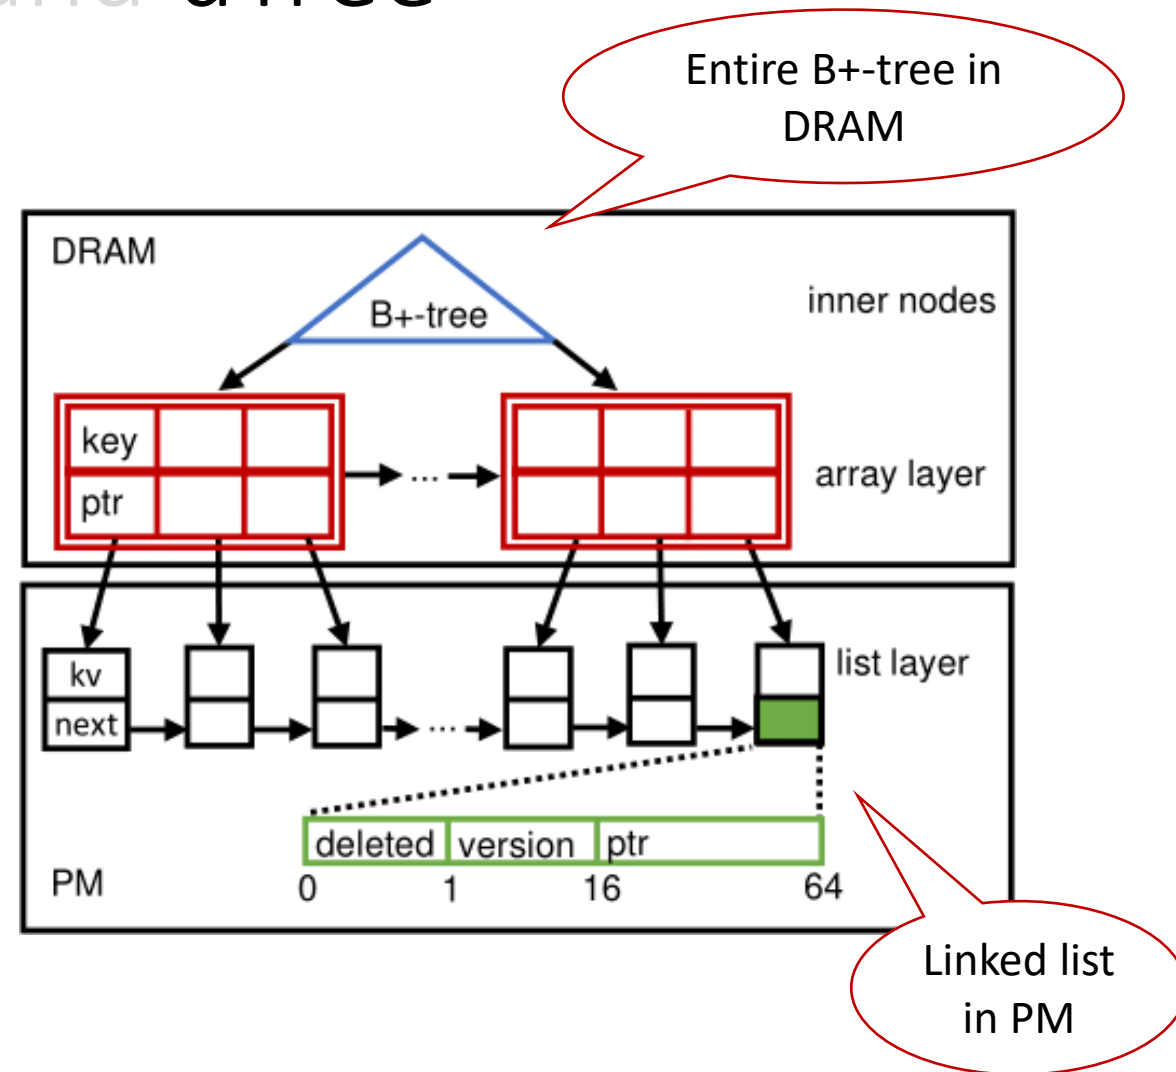 Entire B+-tree in
DRAM
DRAM
B+-tree
inner nodes
key
ptr
...
array layer
kv
next
...
list layer
deleted version ptr
PM
0 1 16 64
Linked list
in PM